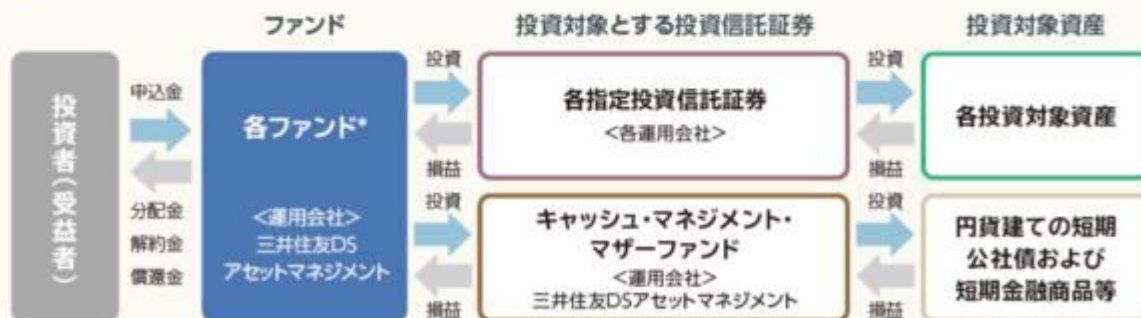 ファンド
投資対象とする投資信託証券
投資対象資産
投資者(受益者)
申込金
分配金
解約金
償還金
各ファンド*
<運用会社>
三井住友DS
アセットマネジメント
投資
損益
投資
損益
各指定投資信託証券
<各運用会社>
キャッシュ・マネジメント・
マザーファンド
<運用会社>
三井住友DSアセットマネジメント
投資
損益
投資
損益
各投資対象資産
円貨建ての短期
公社債および
短期金融商品等